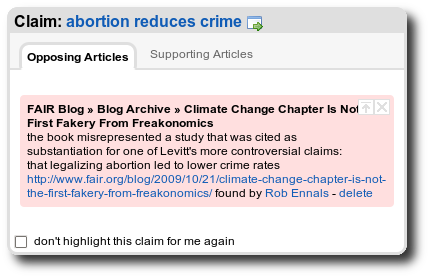 Claim: abortion reduces crime
Opposing Articles
Supporting Articles
FAIR Blog » Blog Archive » Climate Change Chapter Is Not
First Fakery From Freakonomics
the book misrepresented a study that was cited as
substantiation for one of Levitt's more controversial claims:
that legalizing abortion led to lower crime rates
http://www.fair.org/blog/2009/10/21/climate-change-chapter-is-not-
the-first-fakery-from-freakonomics/ found by Rob Ennals - delete
don't highlight this claim for me again